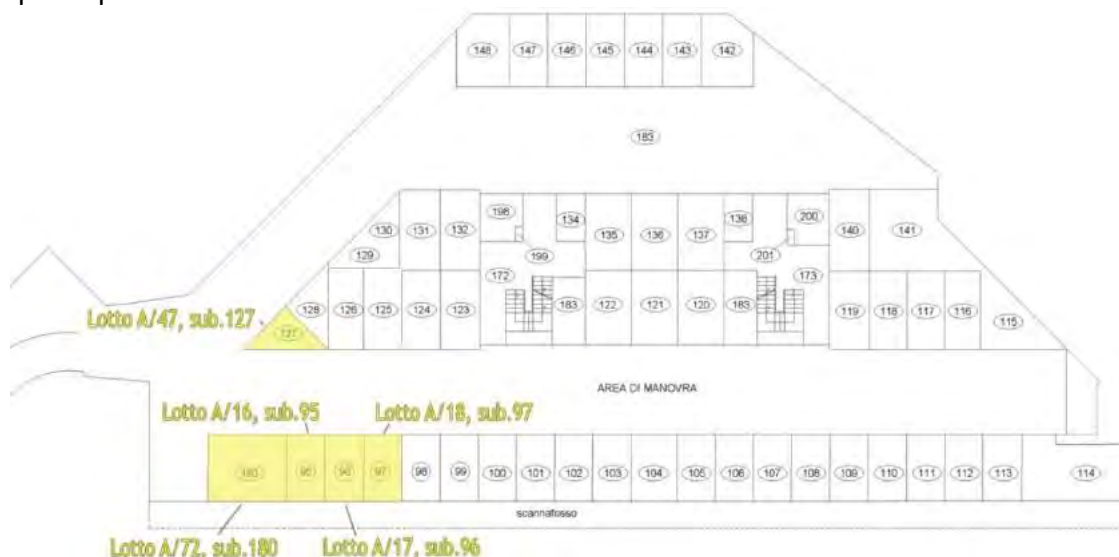 148 147 146 145 144 143 142
183
198 134 138 200
130 131 132 135 136 137 140 141
129 199 201
172 173
128 126 125 124 123 183 122 121 120 183 119 118 117 116 115
Lotto A/47, sub.127
127
AREA DI MANOVRA
Lotto A/16, sub.95 Lotto A/18, sub.97
180 95 96 97 98 99 100 101 102 103 104 105 106 107 108 109 110 111 112 113 114
scannafosso
Lotto A/72, sub.180 Lotto A/17, sub.96